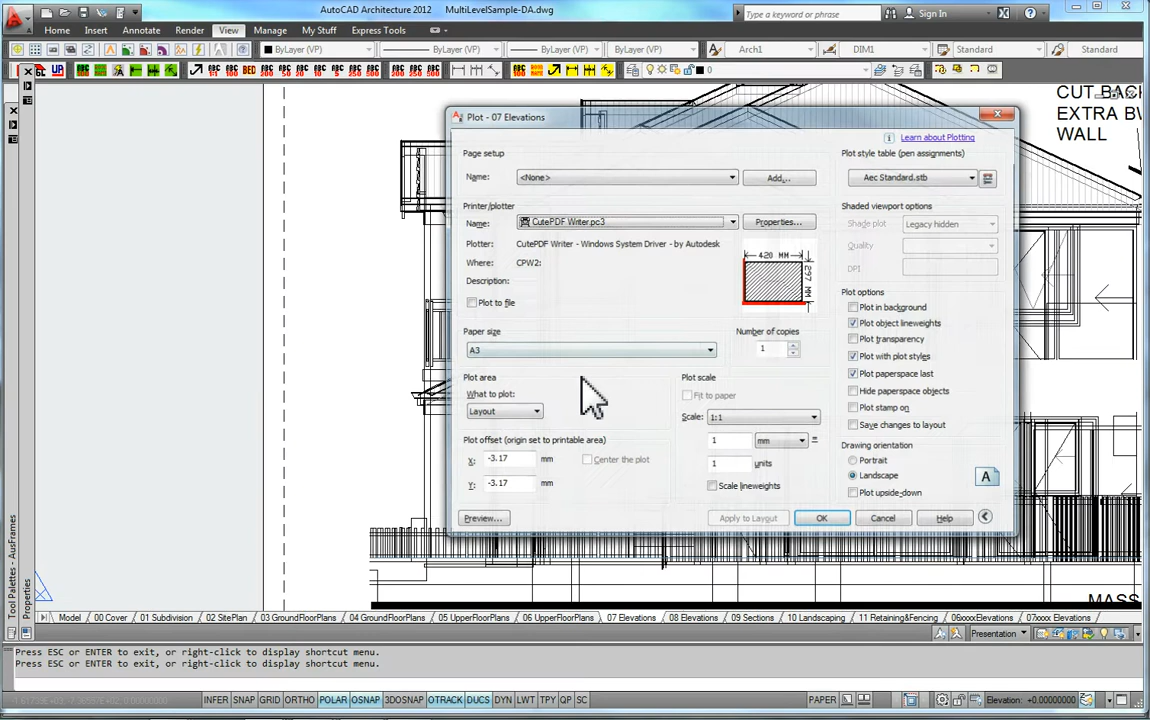 AutoCAD Architecture 2012 MultiLevelSample-DA.dwg
Type a keyword or phrase
Sign In
Home Insert Annotate Render View Manage My Stuff Express Tools
ByLayer (VP) ByLayer (VP) ByLayer (VP) ByLayer (VP) Arch1 DIM1 Standard Standard
UP
0
CUT BACK
EXTRA BW
WALL
Plot - 07 Elevations
Learn about Plotting
Page setup
Name: <None> Add...
Plot style table (pen assignments)
Aec Standard.stb
Printer/plotter
Name: CutePDF Writer.pc3 Properties...
Plotter: CutePDF Writer - Windows System Driver - by Autodesk
Where: CPW2:
Description:
Plot to file
420 MM
297 MM
Shaded viewport options
Shade plot Legacy hidden
Quality
DPI
Paper size
A3
Number of copies
1
Plot options
Plot in background
Plot object lineweights
Plot transparency
Plot with plot styles
Plot paperspace last
Hide paperspace objects
Plot stamp on
Save changes to layout
Plot area
What to plot:
Layout
Plot scale
Fit to paper
Scale: 1:1
1 mm =
1 units
Scale lineweights
Plot offset (origin set to printable area)
X: -3.17 mm Center the plot
Y: -3.17 mm
Drawing orientation
Portrait
Landscape
Plot upside-down
A
Preview... Apply to Layout OK Cancel Help
Tool Palettes - AusFrames
Properties
MASS
Model 00 Cover 01 Subdivision 02 SitePlan 03 GroundFloorPlans 04 GroundFloorPlans 05 UpperFloorPlans 06 UpperFloorPlans 07 Elevations 08 Elevations 09 Sections 10 Landscaping 11 Retaining&Fencing 06xxxxElevations 07xxxx Elevations
Presentation
Press ESC or ENTER to exit, or right-click to display shortcut menu.
Press ESC or ENTER to exit, or right-click to display shortcut menu.
INFER SNAP GRID ORTHO POLAR OSNAP 3DOSNAP OTRACK DUCS DYN LWT TPY QP SC
PAPER
Elevation: +0.00000000